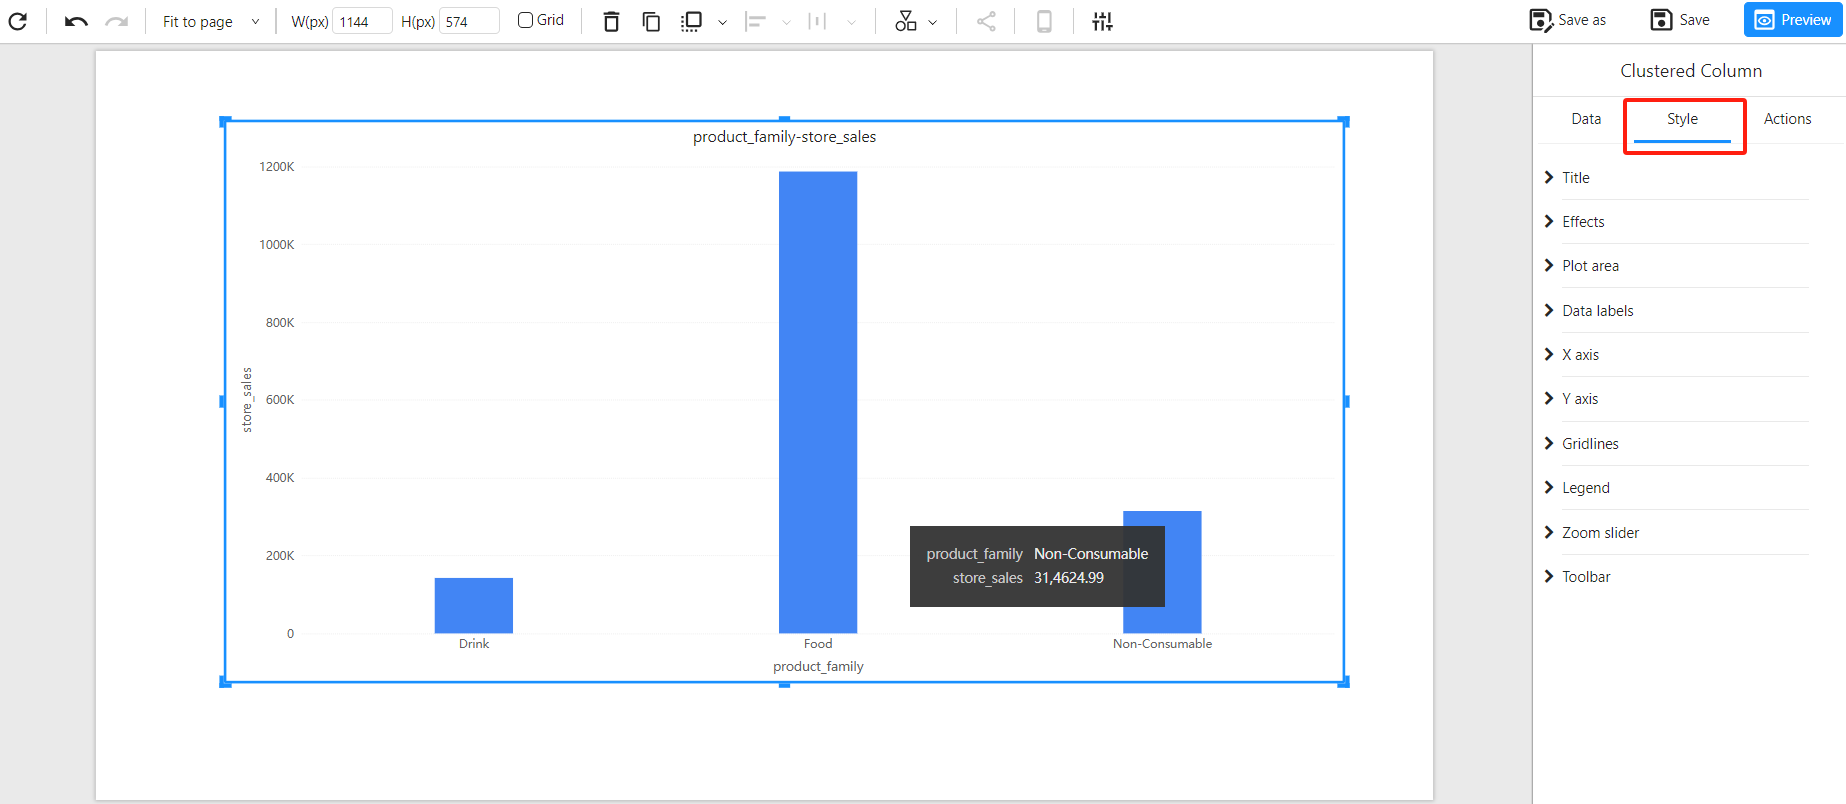 Fit to page W(px) 1144 H(px) 574 Grid Save as Save Preview
Clustered Column
Data Style Actions
Title
Effects
Plot area
Data labels
X axis
Y axis
Gridlines
Legend
Zoom slider
Toolbar
product_family-store_sales
store_sales
1200K
1000K
800K
600K
400K
200K
0
product_family Non-Consumable
store_sales 31,4624.99
Drink Food Non-Consumable
product_family